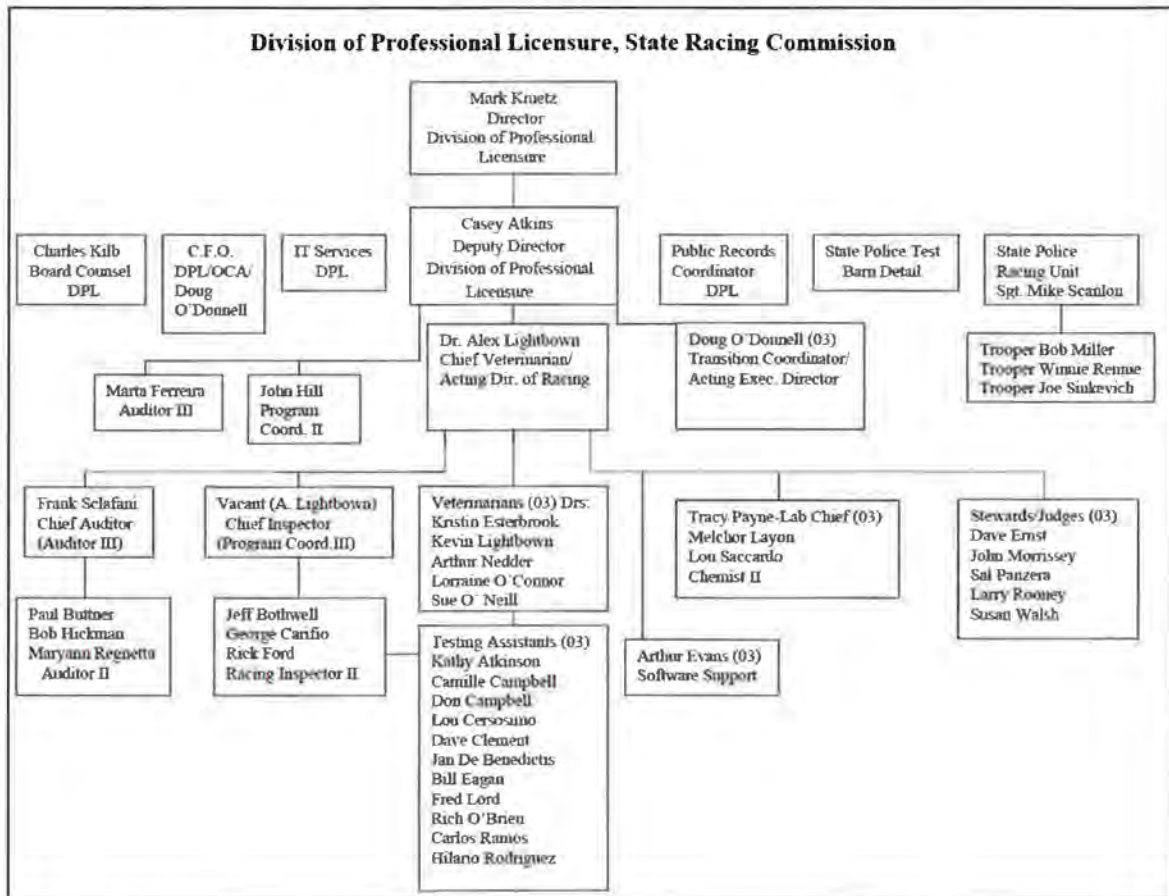 Division of Professional Licensure, State Racing Commission
Mark Kmetz
Director
Division of Professional
Licensure
Casey Atkins
Deputy Director
Division of Professional
Licensure
Charles Kilb
Board Counsel
DPL
C.F.O.
DPL/OCA/
Doug
O`Donnell
IT Services
DPL
Public Records
Coordinator
DPL
State Police Test
Barn Detail
State Police
Racing Unit
Sgt. Mike Scanlon
Trooper Bob Miller
Trooper Winnie Rennie
Trooper Joe Sinkevich
Marta Ferreira
Auditor III
John Hill
Program
Coord. II
Dr. Alex Lightbown
Chief Veterinarian/
Acting Dir. of Racing
Doug O`Donnell (03)
Transition Coordinator/
Acting Exec. Director
Frank Sclafani
Chief Auditor
(Auditor III)
Vacant (A. Lightbown)
Chief Inspector
(Program Coord.III)
Veterinarians (03) Drs:
Kristin Esterbrook
Kevin Lightbown
Arthur Nedder
Lorraine O`Connor
Sue O` Neill
Tracy Payne-Lab Chief (03)
Melchor Layon
Lou Saccardo
Chemist II
Stewards/Judges (03)
Dave Ernst
John Morrissey
Sal Panzera
Larry Rooney
Susan Walsh
Paul Buttner
Bob Hickman
Maryann Regnetta
Auditor II
Jeff Bothwell
George Carifio
Rick Ford
Racing Inspector II
Testing Assistants (03)
Kathy Atkinson
Camille Campbell
Don Campbell
Lou Cersosimo
Dave Clement
Jan De Benedictis
Bill Eagan
Fred Lord
Rich O’Brien
Carlos Ramos
Hilario Rodriguez
Arthur Evans (03)
Software Support